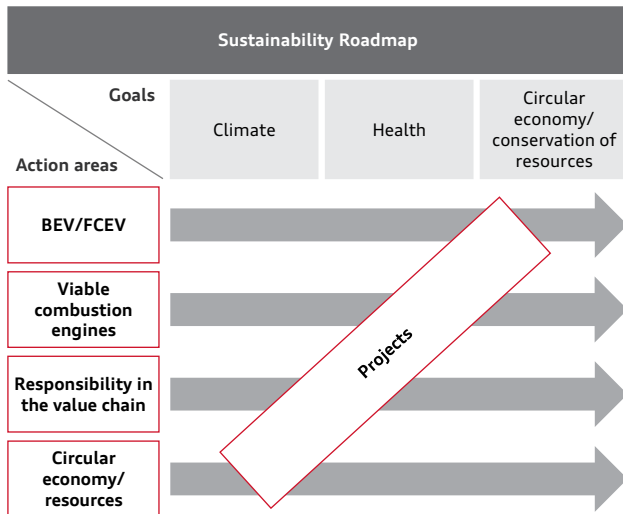 Sustainability Roadmap
Goals
Action areas
Climate
Health
Circular
economy/
conservation of
resources
BEV/FCEV
Viable
combustion
engines
Responsibility in
the value chain
Circular
economy/
resources
Projects